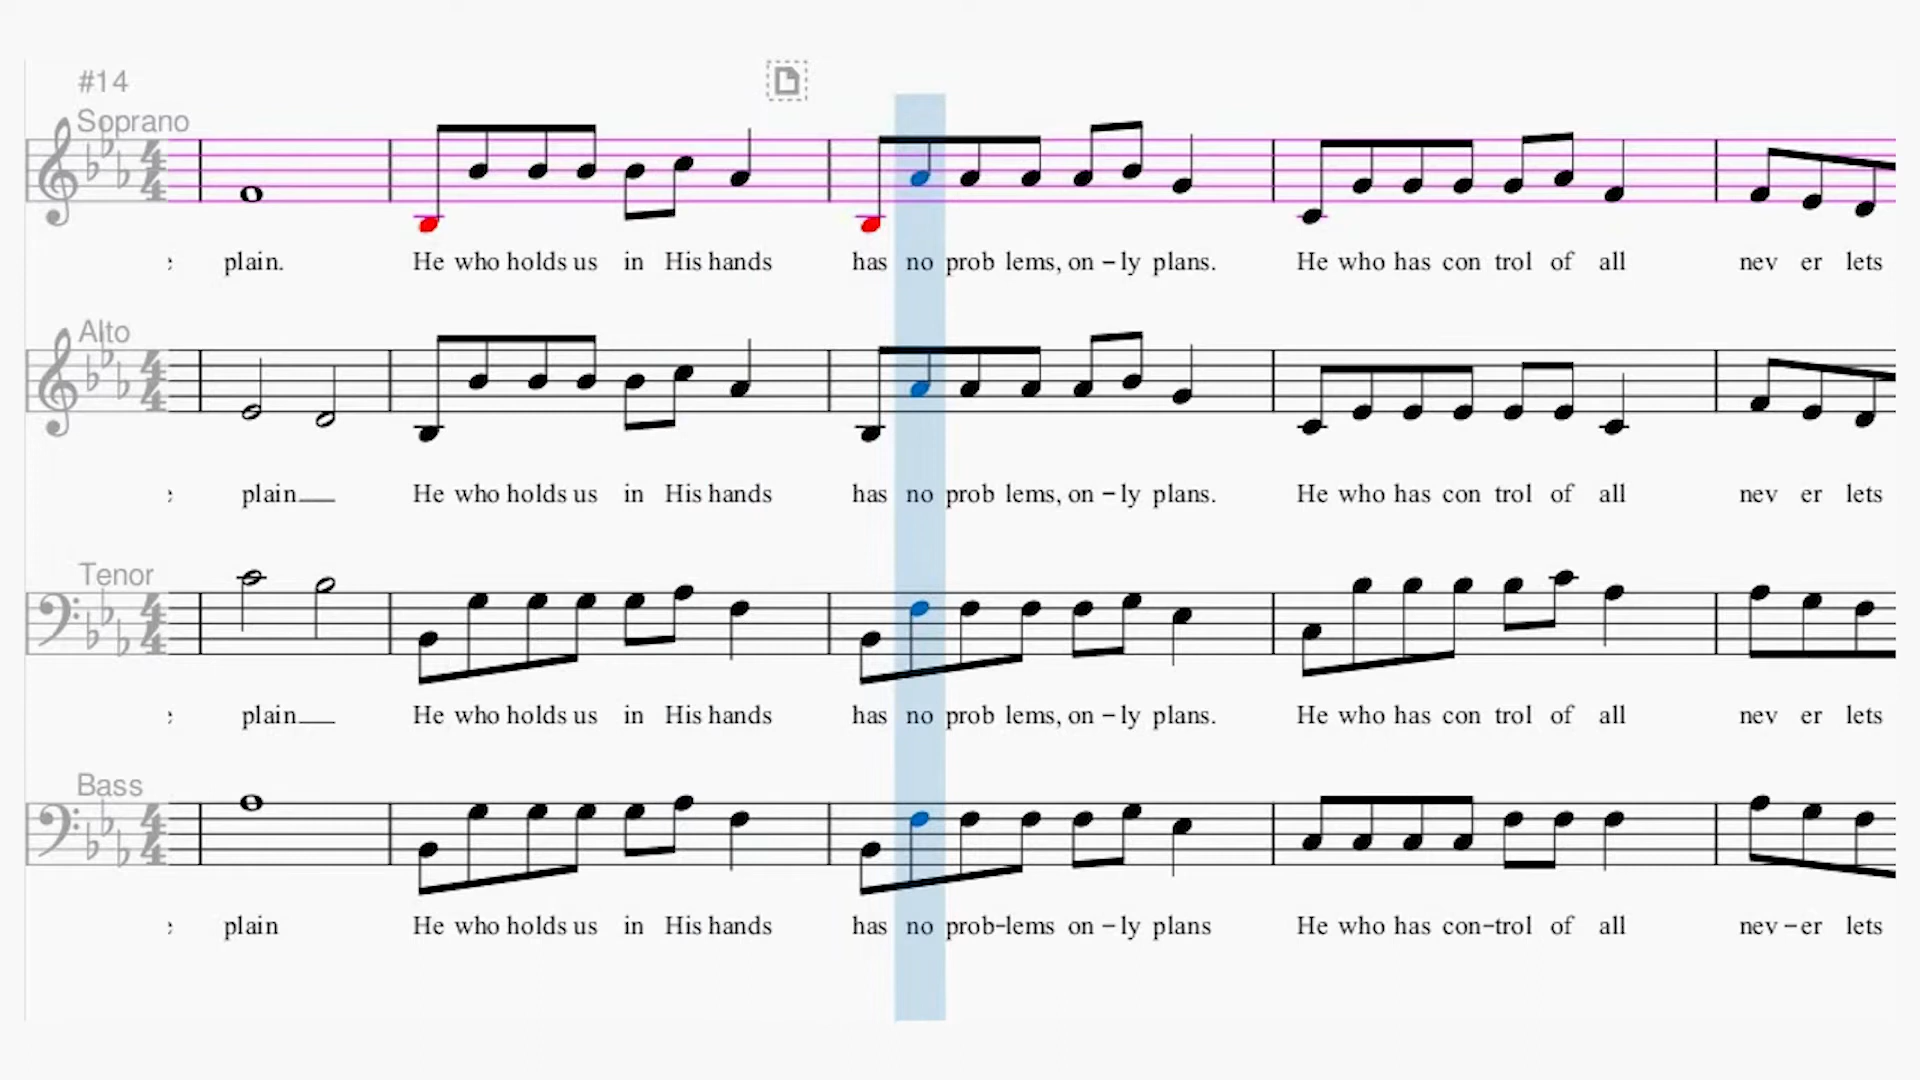 #14
Soprano
plain. He who holds us in His hands has no prob lems, on – ly plans. He who has con trol of all nev er lets
Alto
plain__ He who holds us in His hands has no prob lems, on – ly plans. He who has con trol of all nev er lets
Tenor
plain__ He who holds us in His hands has no prob lems, on – ly plans. He who has con trol of all nev er lets
Bass
plain He who holds us in His hands has no prob–lems on – ly plans He who has con–trol of all nev – er lets